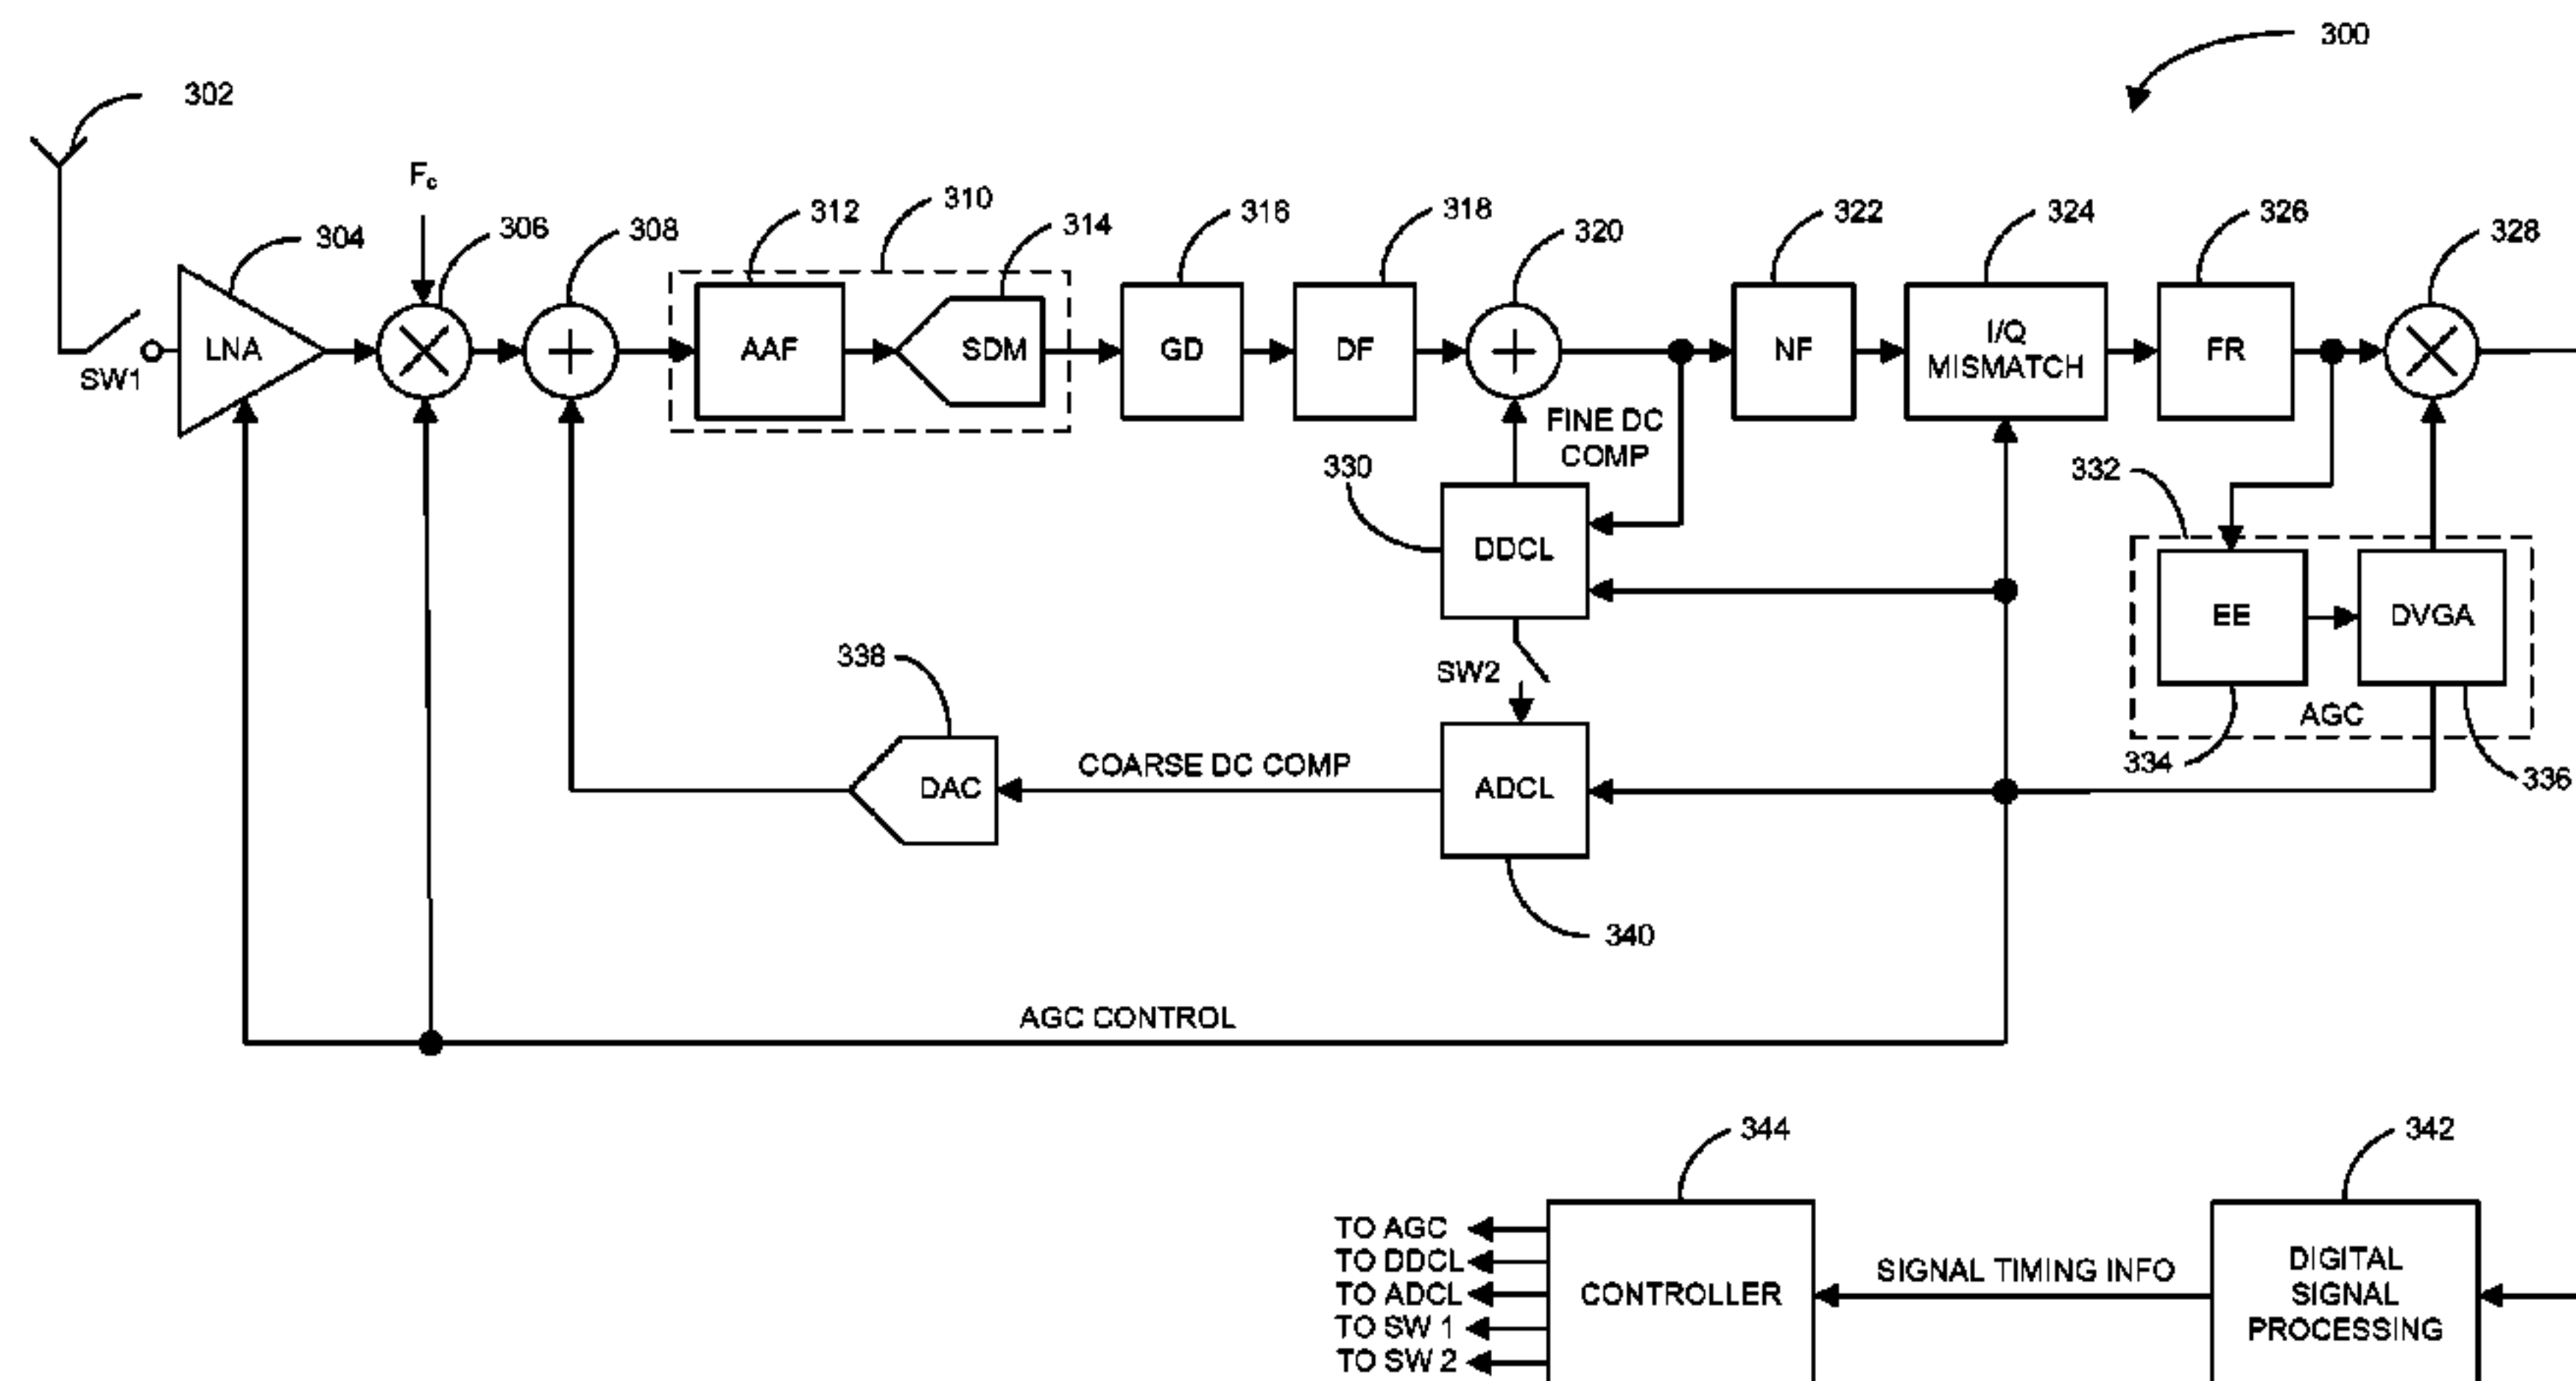 300
302
Fc
304
306
308
312
310
314
316
318
320
322
324
326
328
SW1
LNA
AAF
SDM
GD
DF
NF
I/Q
MISMATCH
FR
FINE DC
COMP
330
DDCL
332
EE
DVGA
AGC
334
336
SW2
338
DAC
COARSE DC COMP
ADCL
340
AGC CONTROL
344
342
TO AGC
TO DDCL
TO ADCL
TO SW 1
TO SW 2
CONTROLLER
SIGNAL TIMING INFO
DIGITAL
SIGNAL
PROCESSING